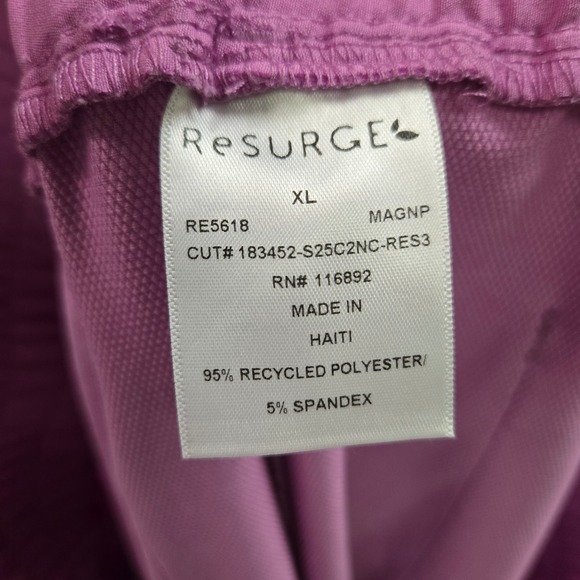 ReSURGE
XL
RE5618 MAGNP
CUT# 183452-S25C2NC-RES3
RN# 116892
MADE IN
HAITI
95% RECYCLED POLYESTER/
5% SPANDEX